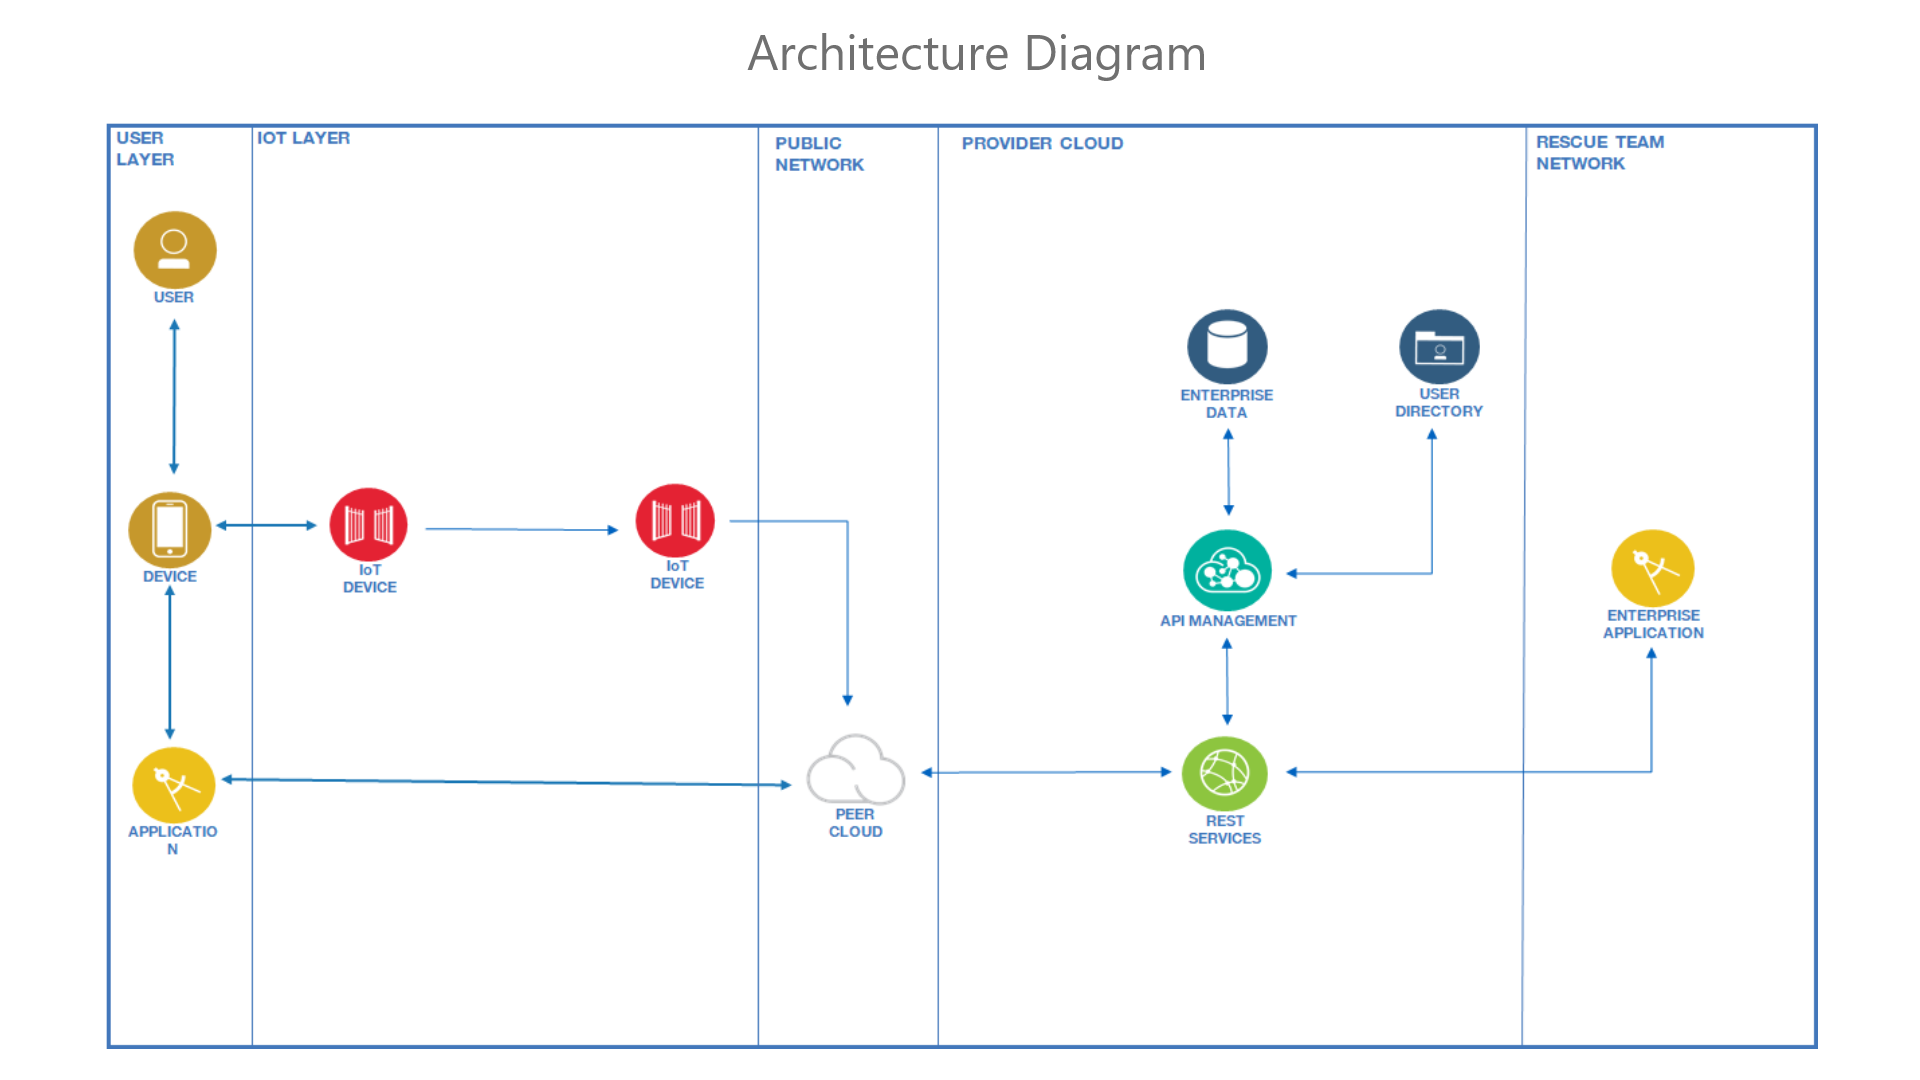 Architecture Diagram
USER
LAYER
IOT LAYER
PUBLIC
NETWORK
PROVIDER CLOUD
RESCUE TEAM
NETWORK
USER
ENTERPRISE
DATA
USER
DIRECTORY
DEVICE
IoT
DEVICE
IoT
DEVICE
API MANAGEMENT
ENTERPRISE
APPLICATION
APPLICATIO
N
PEER
CLOUD
REST
SERVICES